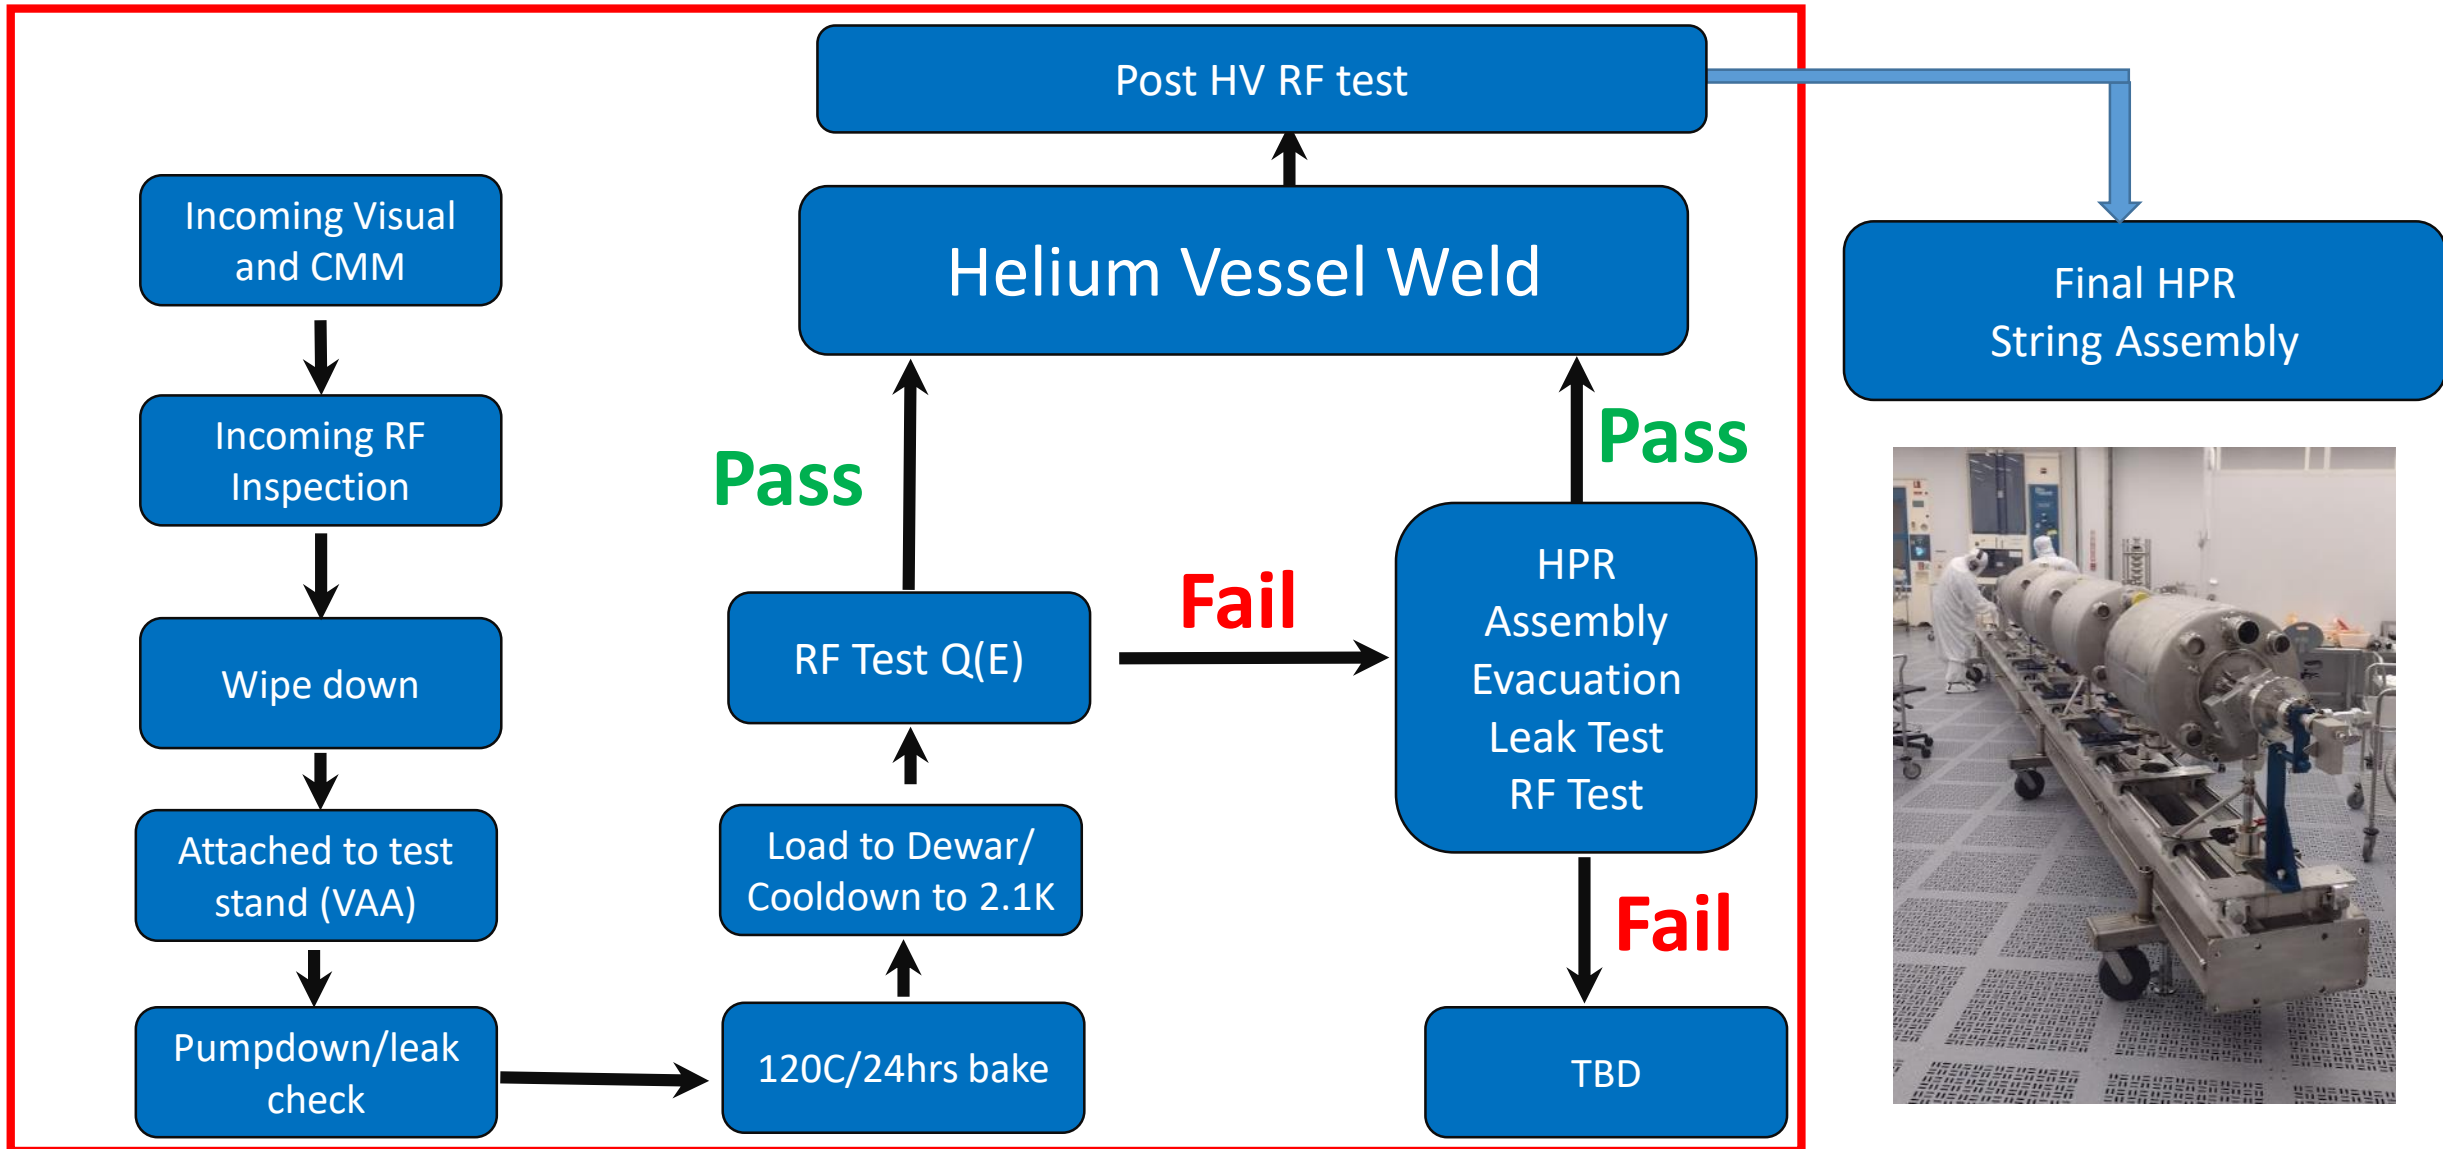 Incoming Visual
and CMM
Incoming RF
Inspection
Wipe down
Attached to test
stand (VAA)
Pumpdown/leak
check
120C/24hrs bake
Load to Dewar/
Cooldown to 2.1K
RF Test Q(E)
Pass
Fail
HPR
Assembly
Evacuation
Leak Test
RF Test
Pass
Fail
TBD
Helium Vessel Weld
Post HV RF test
Final HPR
String Assembly